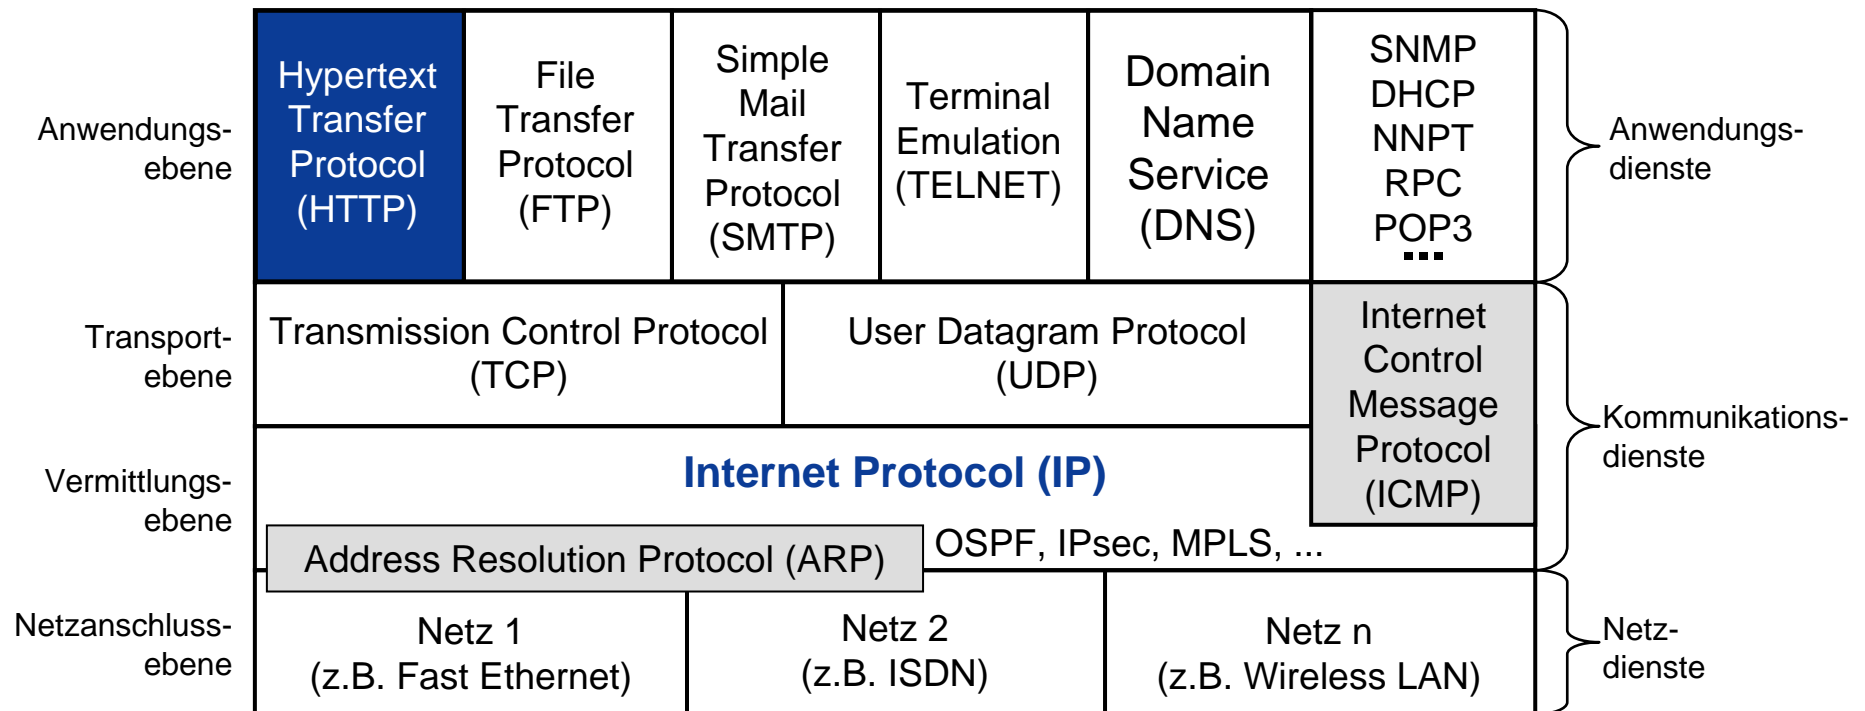 Anwendungs-
ebene
Hypertext
Transfer
Protocol
(HTTP)
File
Transfer
Protocol
(FTP)
Simple
Mail
Transfer
Protocol
(SMTP)
Terminal
Emulation
(TELNET)
Domain
Name
Service
(DNS)
SNMP
DHCP
NNPT
RPC
POP3
...
Anwendungs-
dienste
Transport-
ebene
Transmission Control Protocol
(TCP)
User Datagram Protocol
(UDP)
Internet
Control
Message
Protocol
(ICMP)
Kommunikations-
dienste
Vermittlungs-
ebene
Internet Protocol (IP)
Address Resolution Protocol (ARP)
OSPF, IPsec, MPLS, ...
Netzanschluss-
ebene
Netz 1
(z.B. Fast Ethernet)
Netz 2
(z.B. ISDN)
Netz n
(z.B. Wireless LAN)
Netz-
dienste